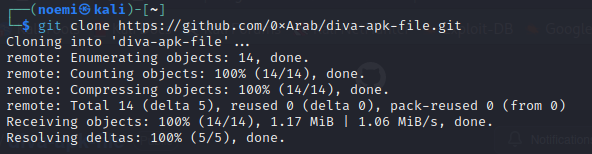 ┌──(noemi㉿kali)-[~]
└─$ git clone https://github.com/0×Arab/diva-apk-file.git
Cloning into 'diva-apk-file'...
remote: Enumerating objects: 14, done.
remote: Counting objects: 100% (14/14), done.
remote: Compressing objects: 100% (14/14), done.
remote: Total 14 (delta 5), reused 0 (delta 0), pack-reused 0 (from 0)
Receiving objects: 100% (14/14), 1.17 MiB | 1.06 MiB/s, done.
Resolving deltas: 100% (5/5), done.